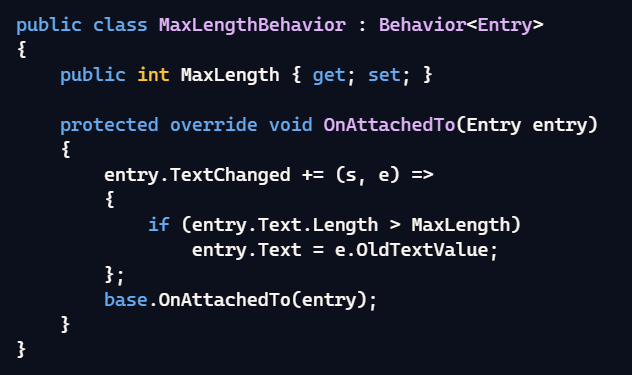 public class MaxLengthBehavior : Behavior<Entry>
{
    public int MaxLength { get; set; }

    protected override void OnAttachedTo(Entry entry)
    {
        entry.TextChanged += (s, e) =>
        {
            if (entry.Text.Length > MaxLength)
                entry.Text = e.OldTextValue;
        };
        base.OnAttachedTo(entry);
    }
}